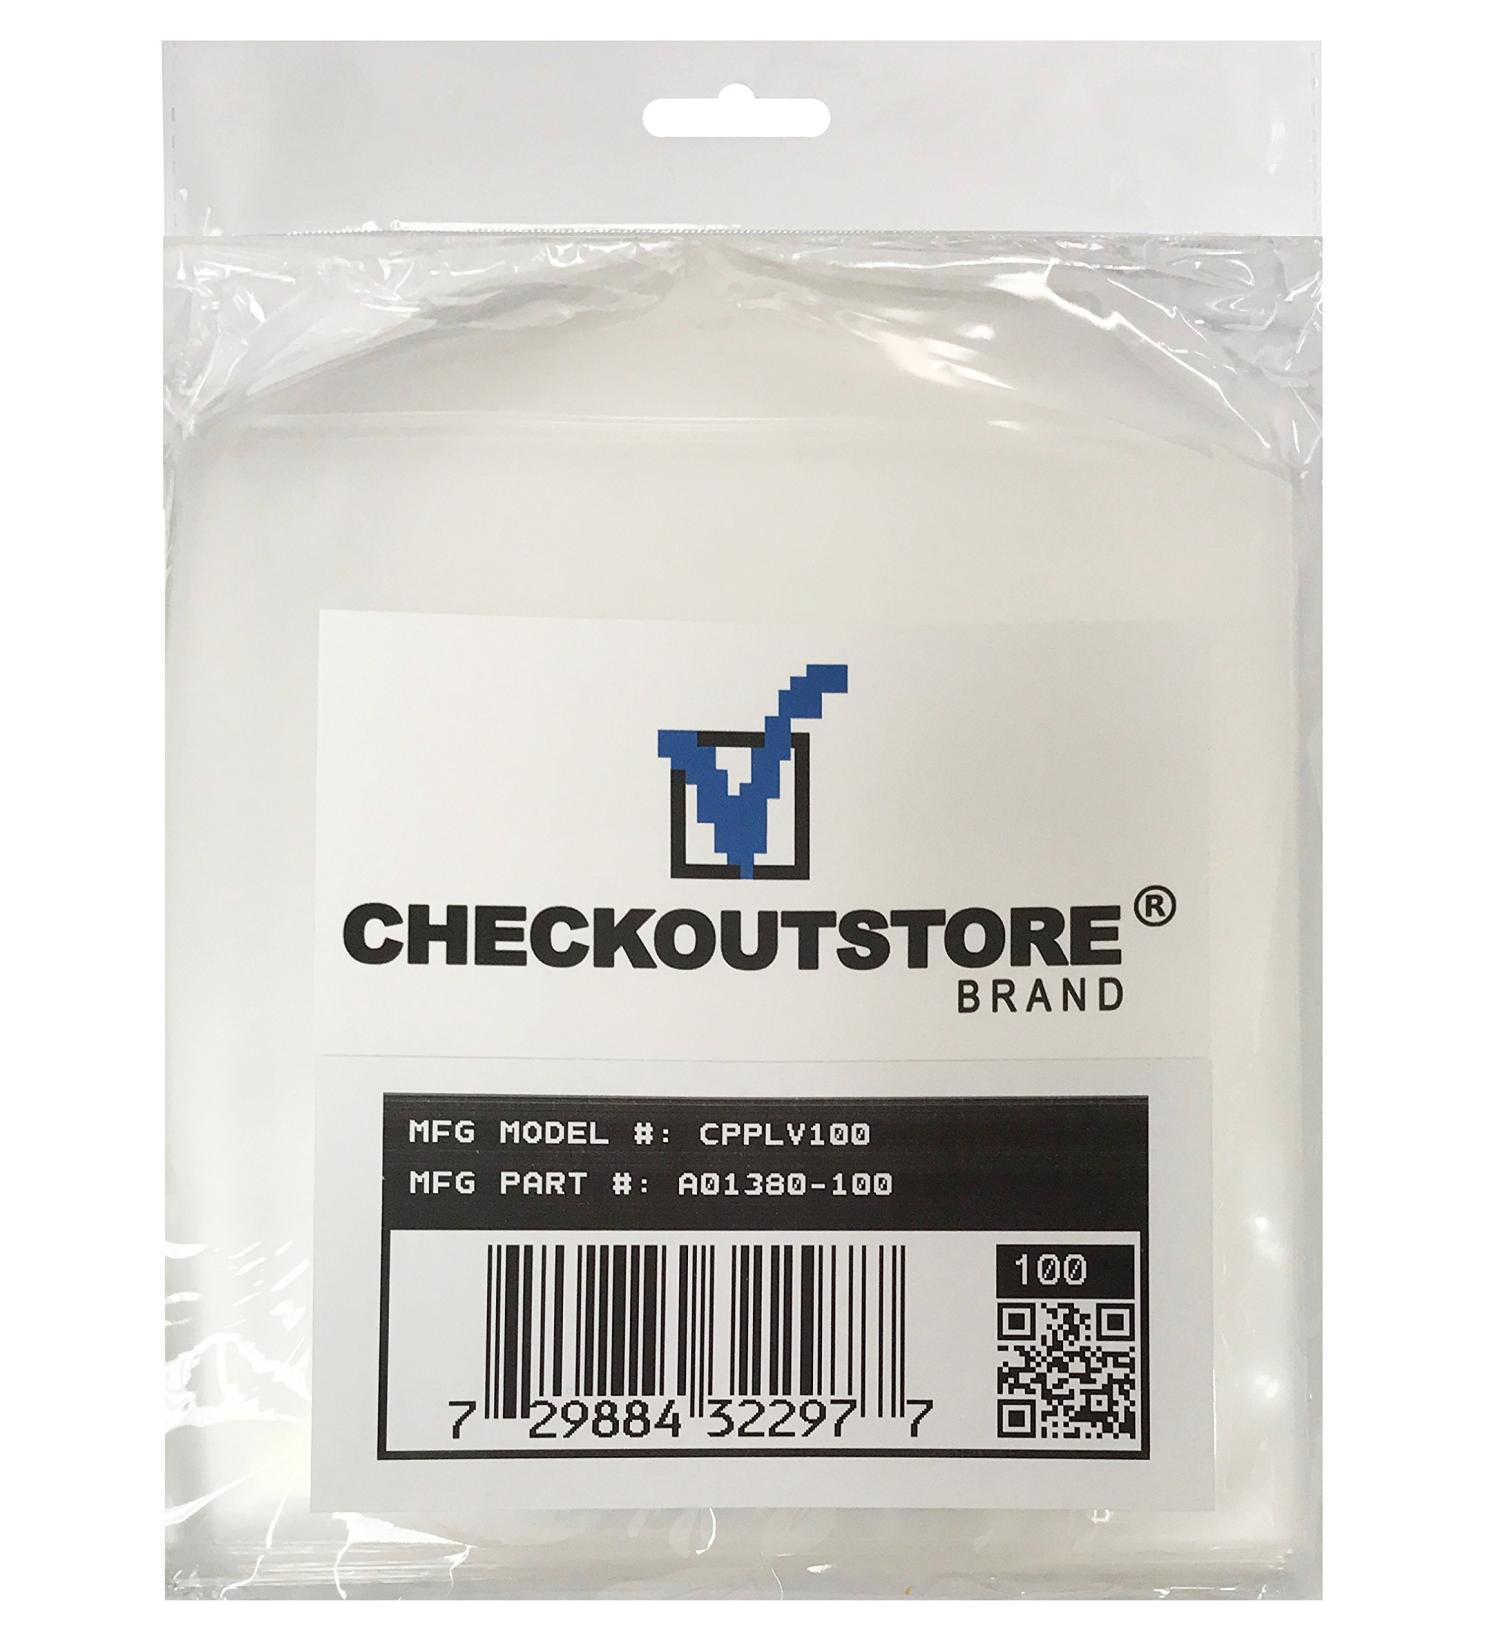 CHECKOUTSTORE®
BRAND
MFG MODEL #: CPPLV100
MFG PART #: A01380-100
100
7 29884 32297 7